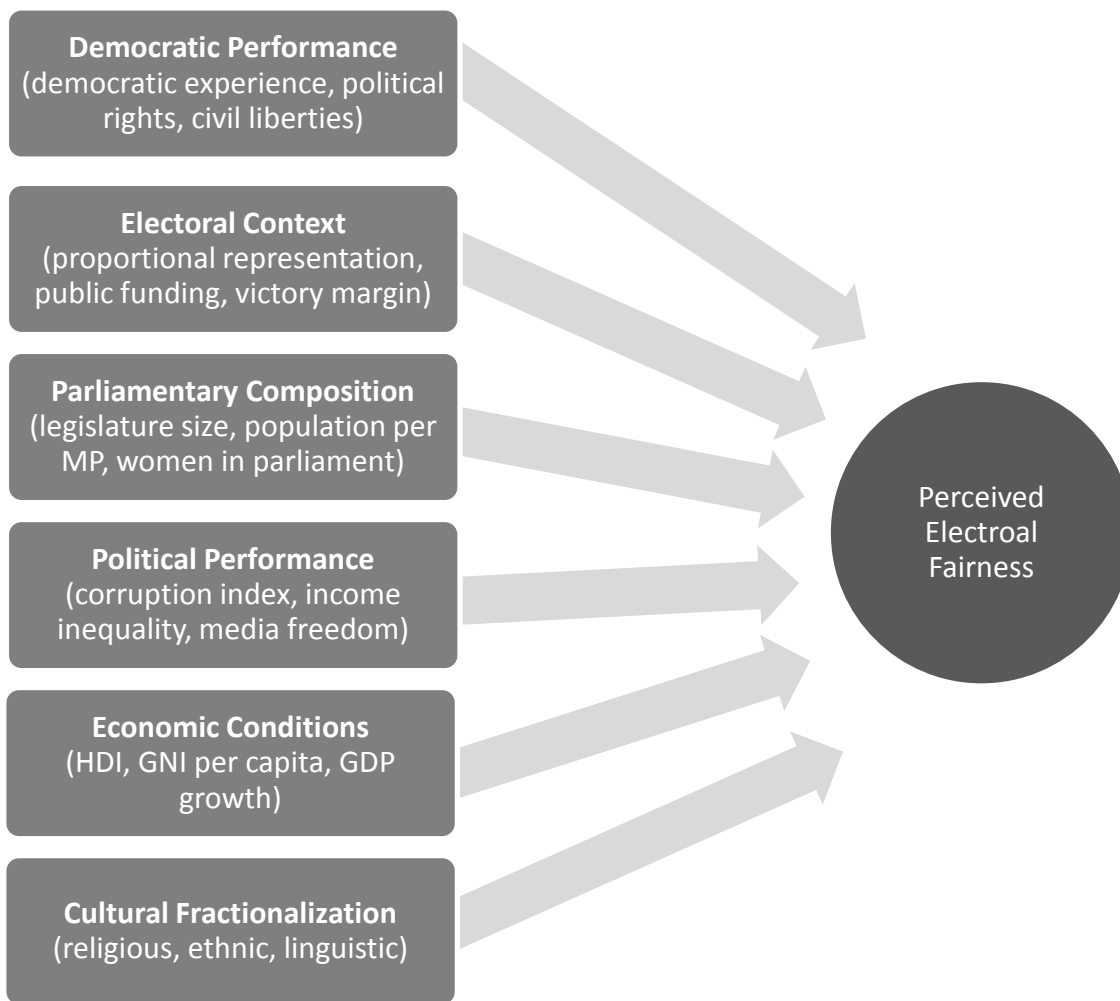 Democratic Performance
(democratic experience, political
rights, civil liberties)
Electoral Context
(proportional representation,
public funding, victory margin)
Parliamentary Composition
(legislature size, population per
MP, women in parliament)
Political Performance
(corruption index, income
inequality, media freedom)
Economic Conditions
(HDI, GNI per capita, GDP
growth)
Cultural Fractionalization
(religious, ethnic, linguistic)
Perceived
Electroal
Fairness